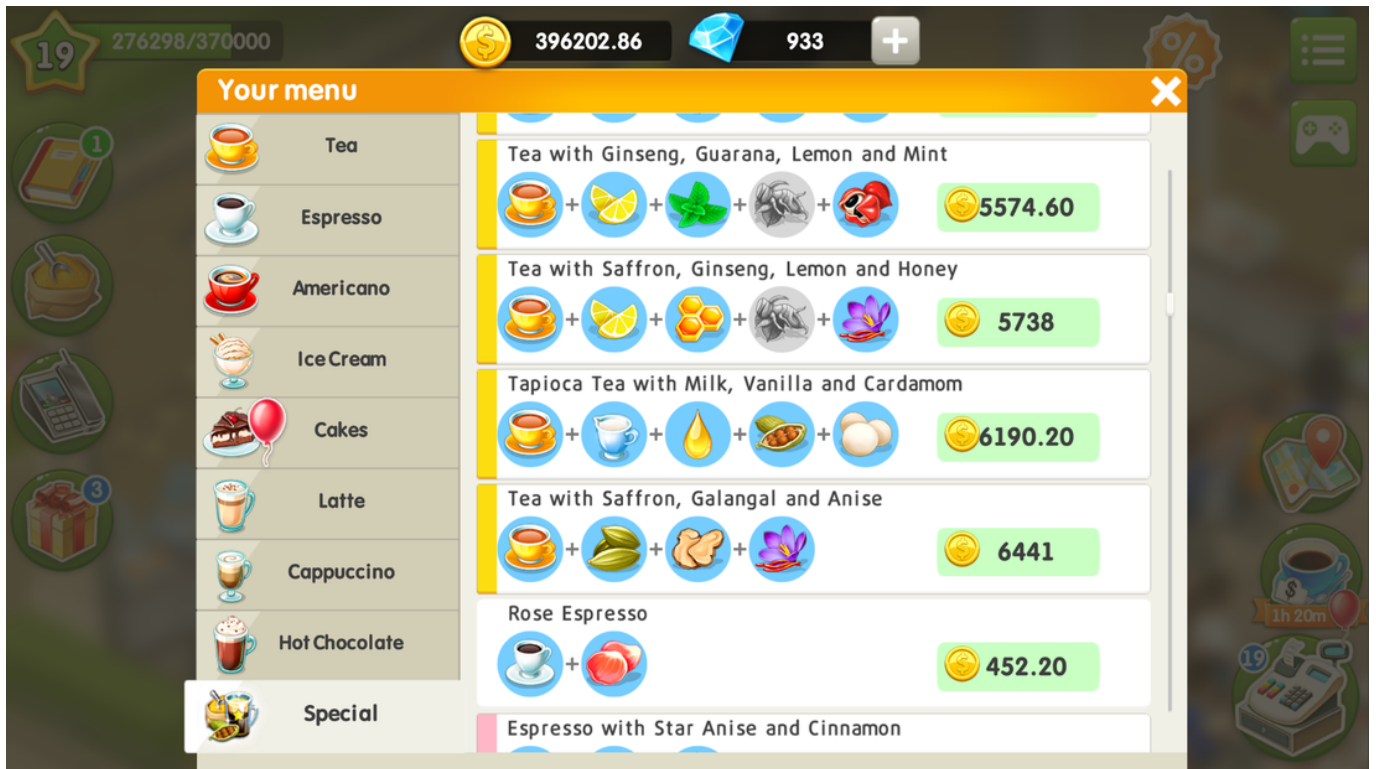 19
276298/370000
396202.86
933
+
%
Your menu
1
3
Tea
Espresso
Americano
Ice Cream
Cakes
Latte
Cappuccino
Hot Chocolate
Special
Tea with Ginseng, Guarana, Lemon and Mint
+ + + +
5574.60
Tea with Saffron, Ginseng, Lemon and Honey
+ + + +
5738
Tapioca Tea with Milk, Vanilla and Cardamom
+ + + +
6190.20
Tea with Saffron, Galangal and Anise
+ + +
6441
Rose Espresso
+
452.20
Espresso with Star Anise and Cinnamon
$
1h 20m
19